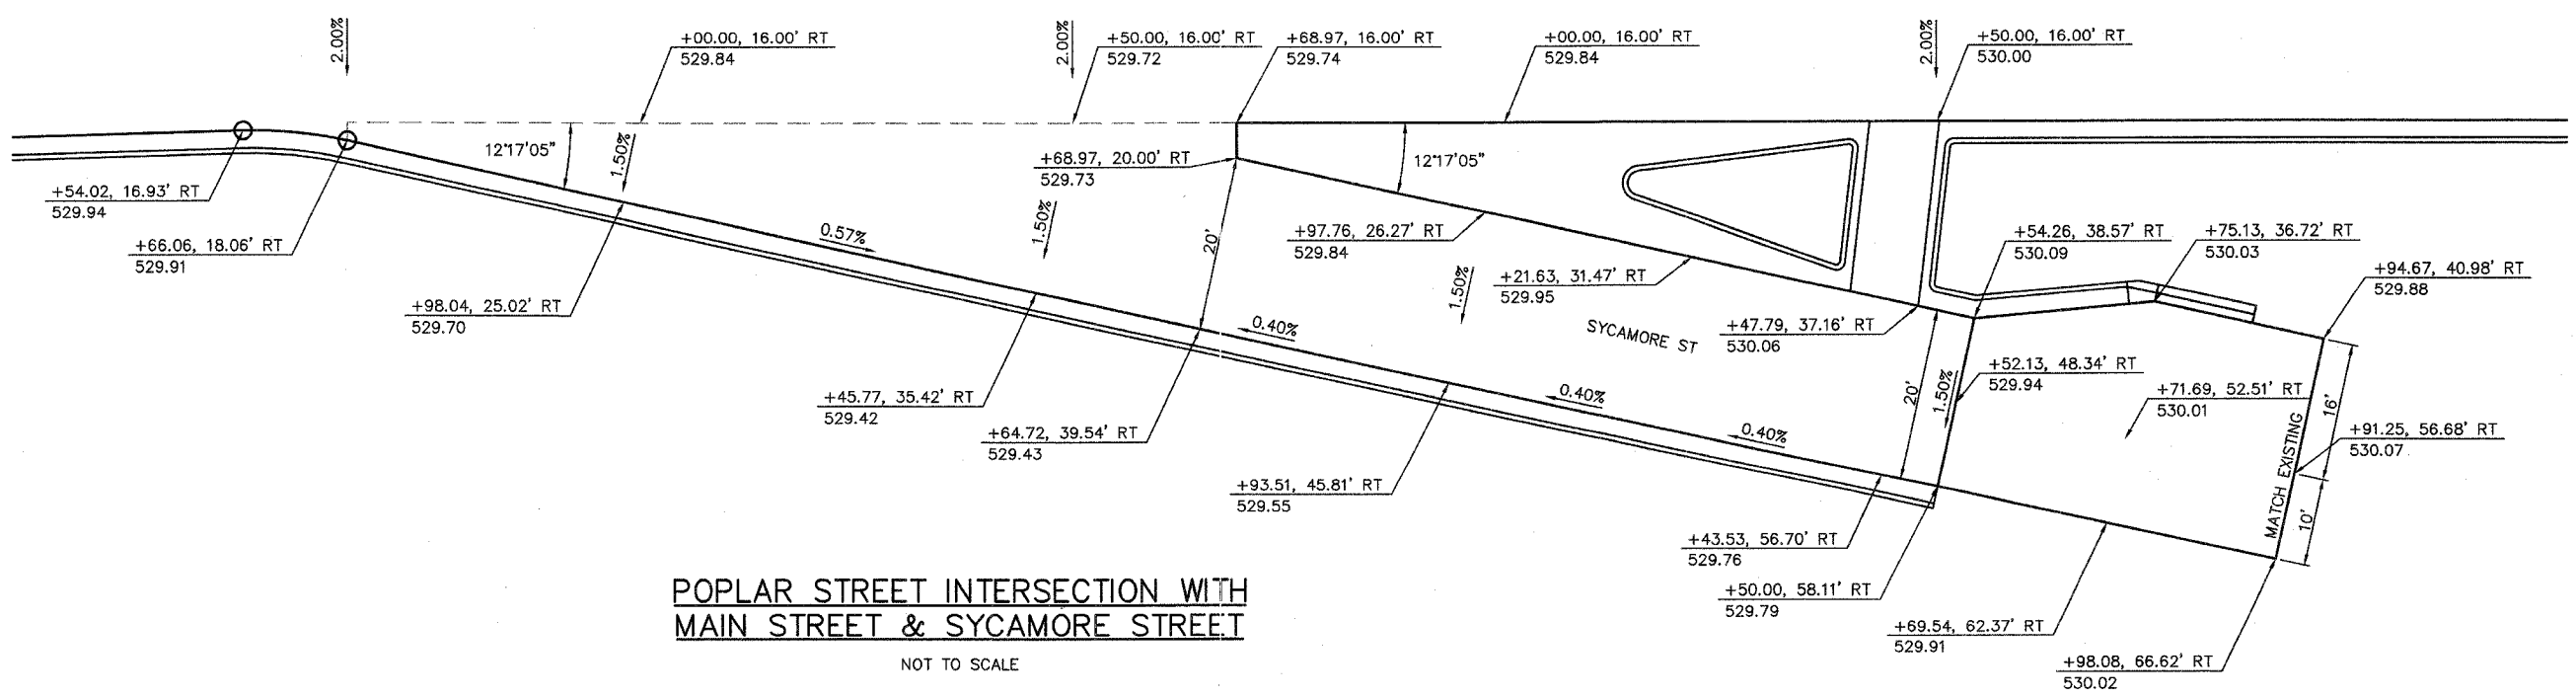 2.00%
+00.00, 16.00' RT
529.84
2.00%
+50.00, 16.00' RT
529.72
+68.97, 16.00' RT
529.74
+00.00, 16.00' RT
529.84
2.00%
+50.00, 16.00' RT
530.00
12°17'05"
1.50%
+68.97, 20.00' RT
529.73
12°17'05"
+54.02, 16.93' RT
529.94
+66.06, 18.06' RT
529.91
0.57%
1.50%
20'
+97.76, 26.27' RT
529.84
+54.26, 38.57' RT
530.09
+75.13, 36.72' RT
530.03
+21.63, 31.47' RT
529.95
1.50%
+94.67, 40.98' RT
529.88
+98.04, 25.02' RT
529.70
0.40%
SYCAMORE ST
+47.79, 37.16' RT
530.06
+52.13, 48.34' RT
529.94
20'
1.50%
+71.69, 52.51' RT
530.01
16'
+45.77, 35.42' RT
529.42
0.40%
+64.72, 39.54' RT
529.43
0.40%
MATCH EXISTING
+91.25, 56.68' RT
530.07
+93.51, 45.81' RT
529.55
10'
+43.53, 56.70' RT
529.76
+50.00, 58.11' RT
529.79
+69.54, 62.37' RT
529.91
+98.08, 66.62' RT
530.02
POPLAR STREET INTERSECTION WITH
MAIN STREET & SYCAMORE STREET
NOT TO SCALE